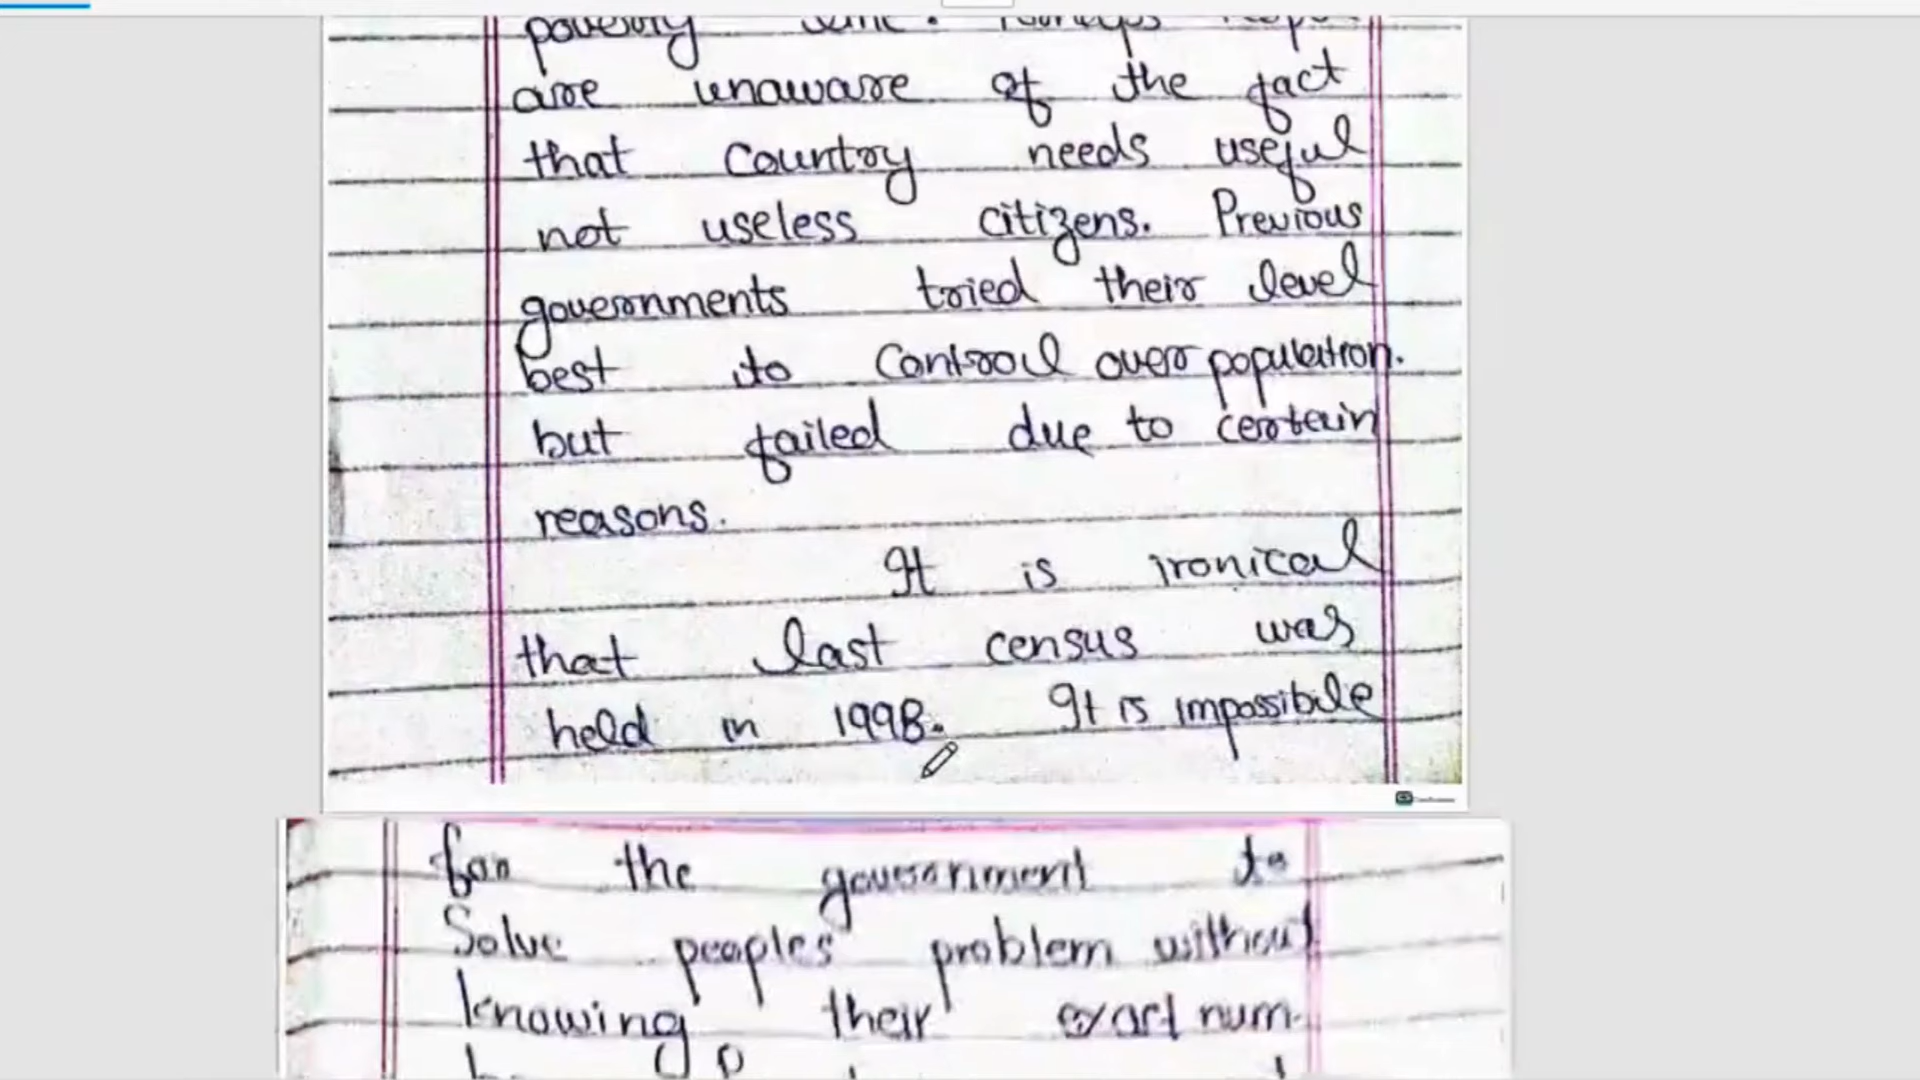 poverty line.
are unaware of the fact
that country needs useful
not useless citizens. Previous
governments tried their level
best to Control over population.
but failed due to certain
reasons.
It is ironical
that last census was
held in 1998. It is impossible
for the government to
Solve peoples' problem without
knowing their exact num-